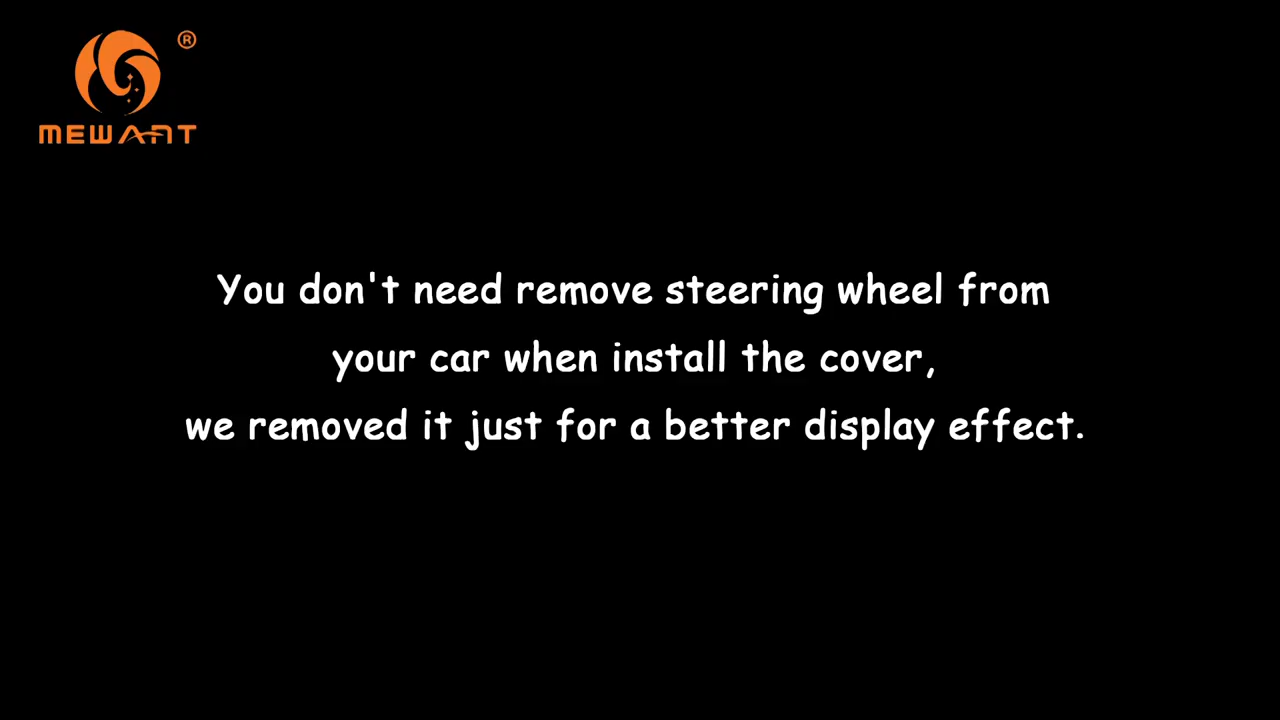 ®
MEWANT
You don't need remove steering wheel from
your car when install the cover,
we removed it just for a better display effect.